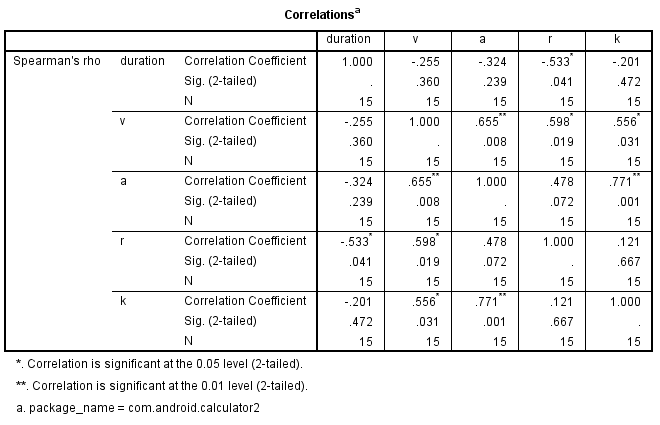 Correlationsa
duration v a r k
Spearman's rho duration Correlation Coefficient 1.000 -.255 -.324 -.533* -.201
Sig. (2-tailed) . .360 .239 .041 .472
N 15 15 15 15 15
v Correlation Coefficient -.255 1.000 .655** .598* .556*
Sig. (2-tailed) .360 . .008 .019 .031
N 15 15 15 15 15
a Correlation Coefficient -.324 .655** 1.000 .478 .771**
Sig. (2-tailed) .239 .008 . .072 .001
N 15 15 15 15 15
r Correlation Coefficient -.533* .598* .478 1.000 .121
Sig. (2-tailed) .041 .019 .072 . .667
N 15 15 15 15 15
k Correlation Coefficient -.201 .556* .771** .121 1.000
Sig. (2-tailed) .472 .031 .001 .667 .
N 15 15 15 15 15
*. Correlation is significant at the 0.05 level (2-tailed).
**. Correlation is significant at the 0.01 level (2-tailed).
a. package_name = com.android.calculator2